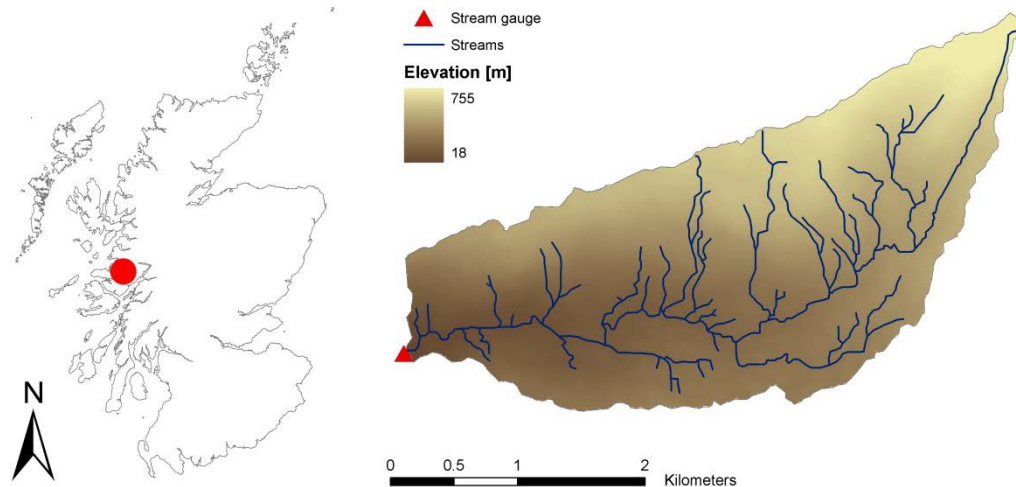 Stream gauge
Streams
Elevation [m]
755
18
N
0 0.5 1 2
Kilometers